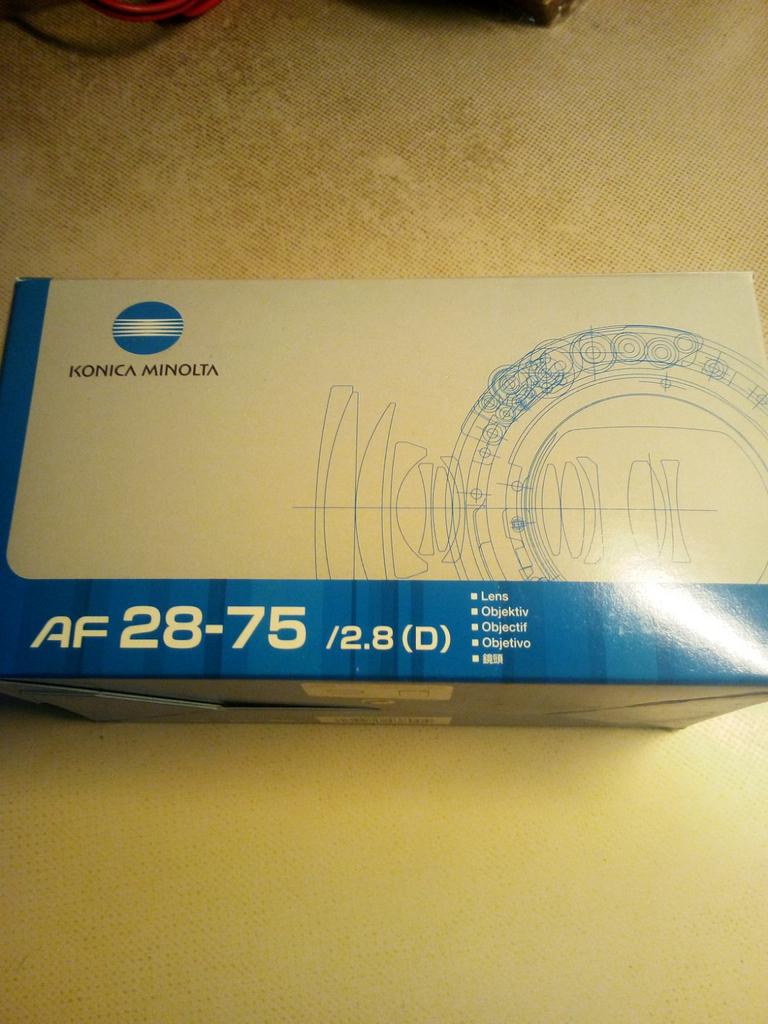 KONICA MINOLTA
AF 28-75 /2.8 (D)
■ Lens
■ Objektiv
■ Objectif
■ Objetivo
■ 鏡頭